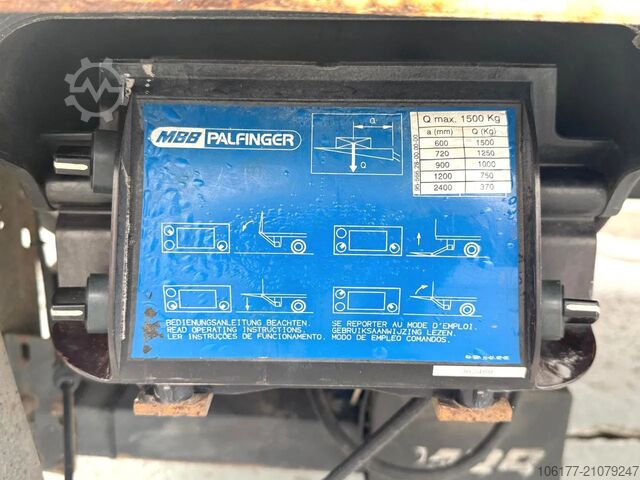 MBB PALFINGER
Q
Q
Q max. 1500 Kg
a (mm) Q (Kg)
600 1500
720 1250
900 1000
1200 750
2400 370
BEDIENUNGSANLEITUNG BEACHTEN.
READ OPERATING INSTRUCTIONS.
LER INSTRUÇÕES DE FUNCIONAMENTO.
SE REPORTER AU MODE D'EMPLOI.
GEBRUIKSAANWIJZING LEZEN.
MODO DE EMPLEO COMANDOS.
106177-21079247